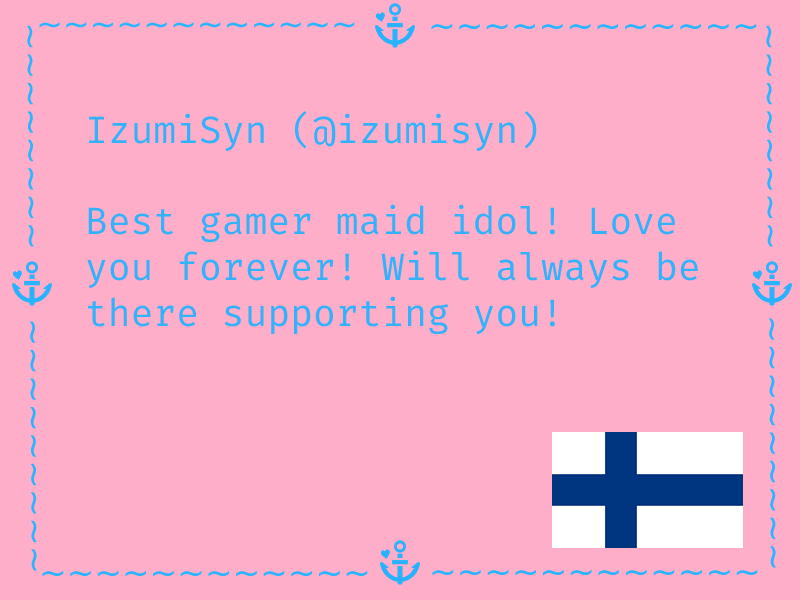 IzumiSyn (@izumisyn)
Best gamer maid idol! Love
you forever! Will always be
there supporting you!